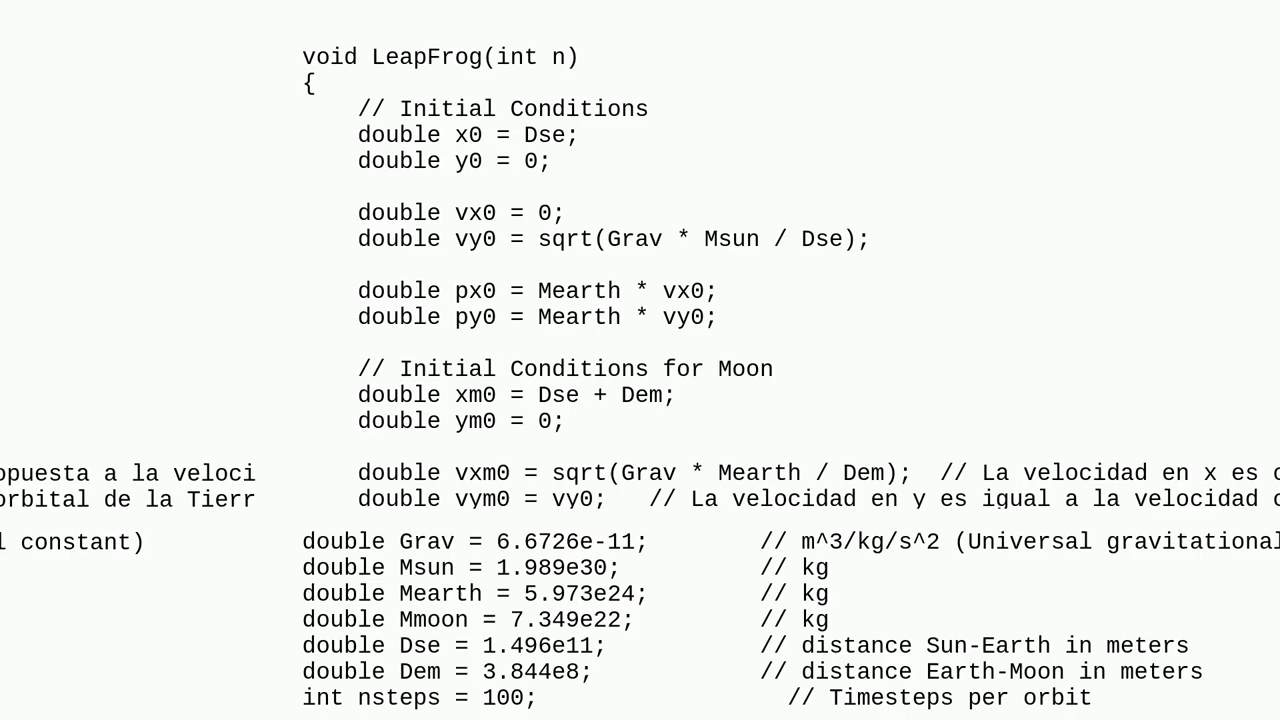 void LeapFrog(int n)
{
    // Initial Conditions
    double x0 = Dse;
    double y0 = 0;

    double vx0 = 0;
    double vy0 = sqrt(Grav * Msun / Dse);

    double px0 = Mearth * vx0;
    double py0 = Mearth * vy0;

    // Initial Conditions for Moon
    double xm0 = Dse + Dem;
    double ym0 = 0;

opuesta a la veloci
    double vxm0 = sqrt(Grav * Mearth / Dem);  // La velocidad en x es
orbital de la Tierr
    double vym0 = vy0;   // La velocidad en y es igual a la velocidad
constant)
double Grav = 6.6726e-11;        // m^3/kg/s^2 (Universal gravitational
double Msun = 1.989e30;          // kg
double Mearth = 5.973e24;        // kg
double Mmoon = 7.349e22;         // kg
double Dse = 1.496e11;           // distance Sun-Earth in meters
double Dem = 3.844e8;            // distance Earth-Moon in meters
int nsteps = 100;                  // Timesteps per orbit